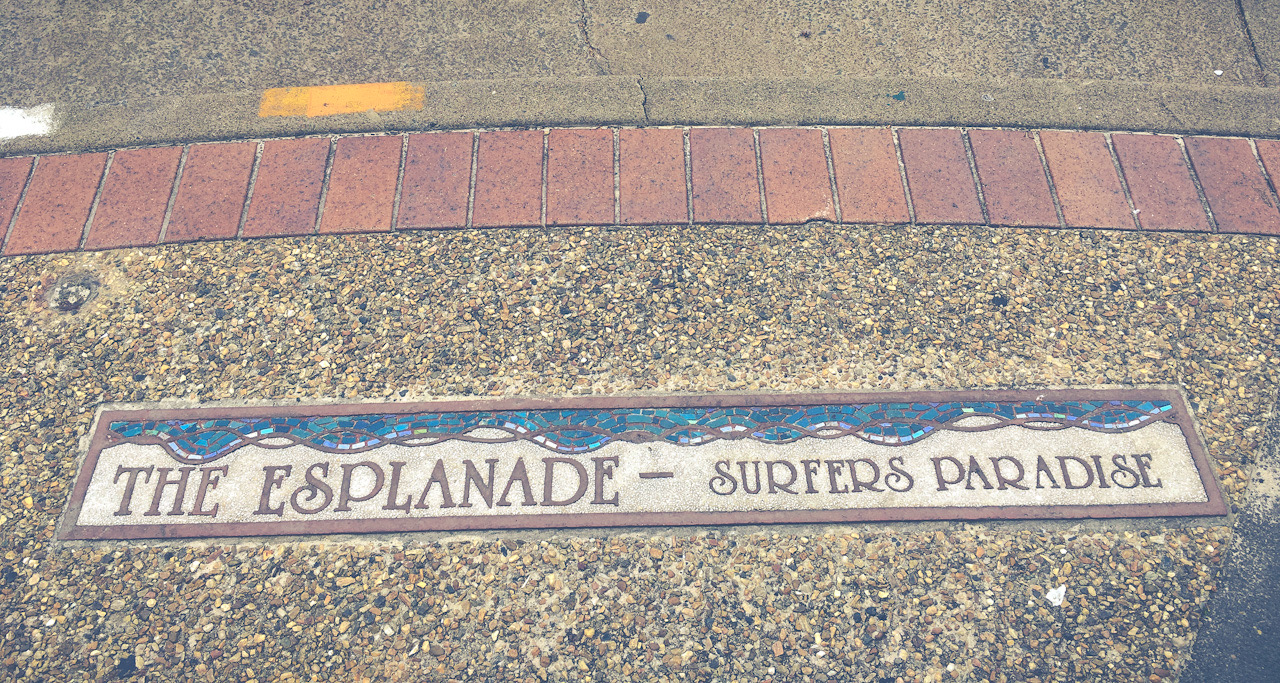 THE ESPLANADE – SURFERS PARADISE